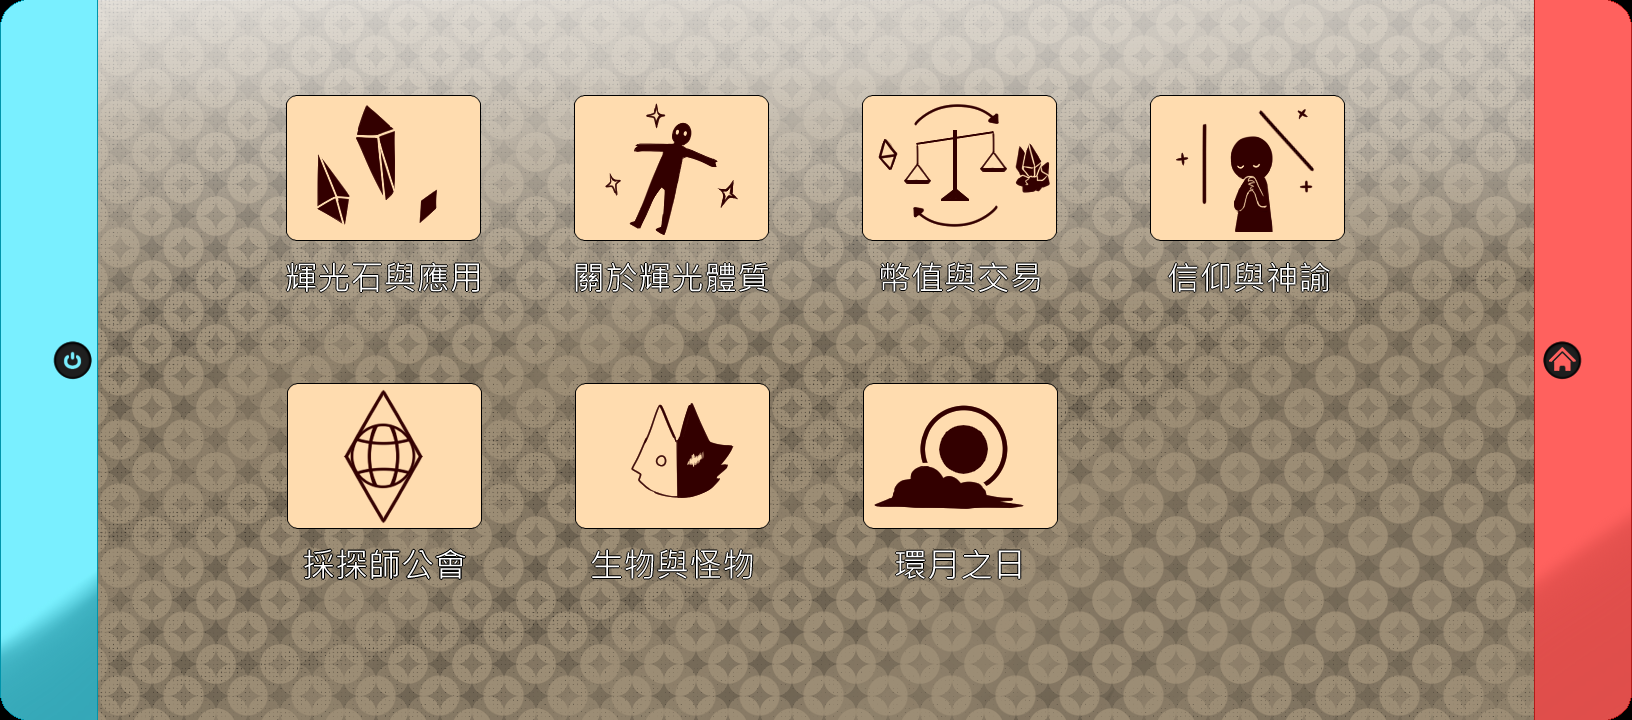 輝光石與應用
關於輝光體質
幣值與交易
信仰與神諭
採探師公會
生物與怪物
環月之日